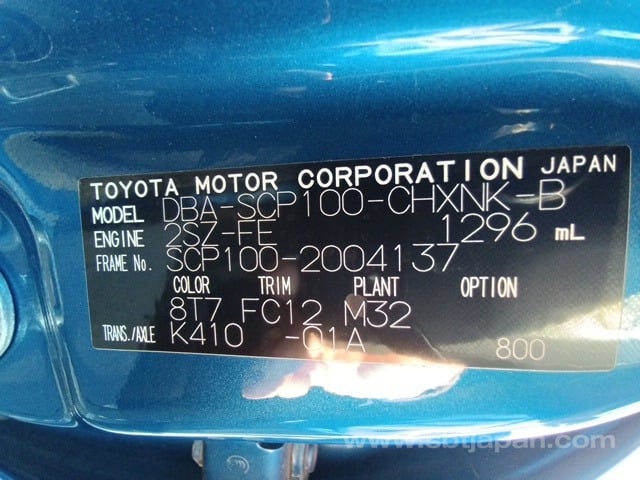 TOYOTA MOTOR CORPORATION JAPAN
MODEL DBA-SCP100-CHXNK-B
ENGINE 2SZ-FE 1296 mL
FRAME No. SCP100-2004137
COLOR TRIM PLANT OPTION
8T7 FC12 M32
TRANS./AXLE K410 -01A
800
www.sbtjapan.com